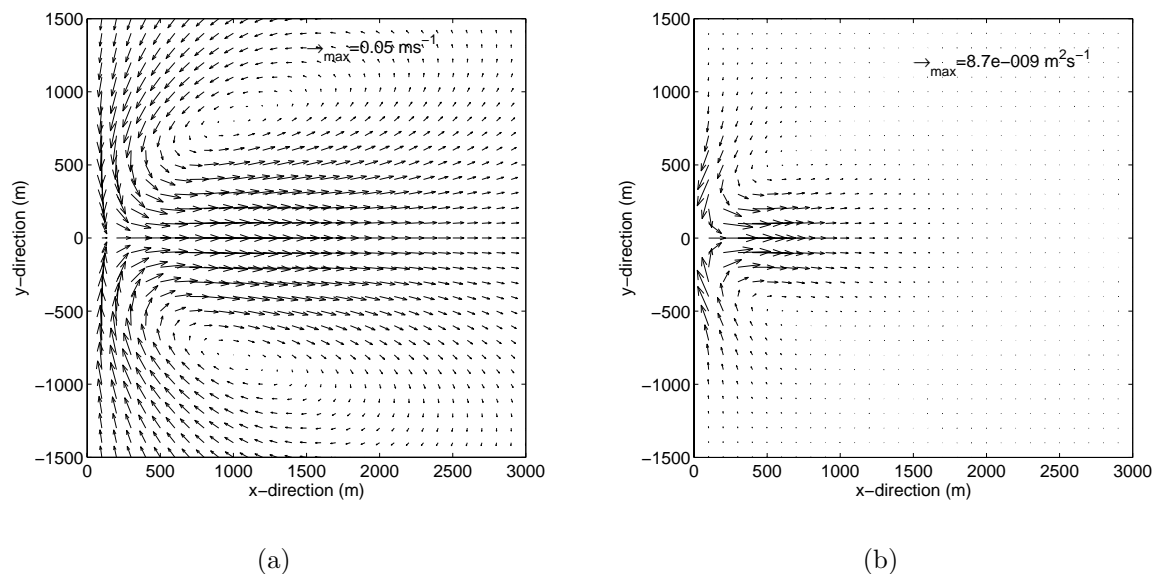 1500
1000
500
0
−500
−1000
−1500
y−direction (m)
0 500 1000 1500 2000 2500 3000
x−direction (m)
→max=0.05 ms−1
(a)
1500
1000
500
0
−500
−1000
−1500
y−direction (m)
0 500 1000 1500 2000 2500 3000
x−direction (m)
→max=8.7e−009 m2s−1
(b)